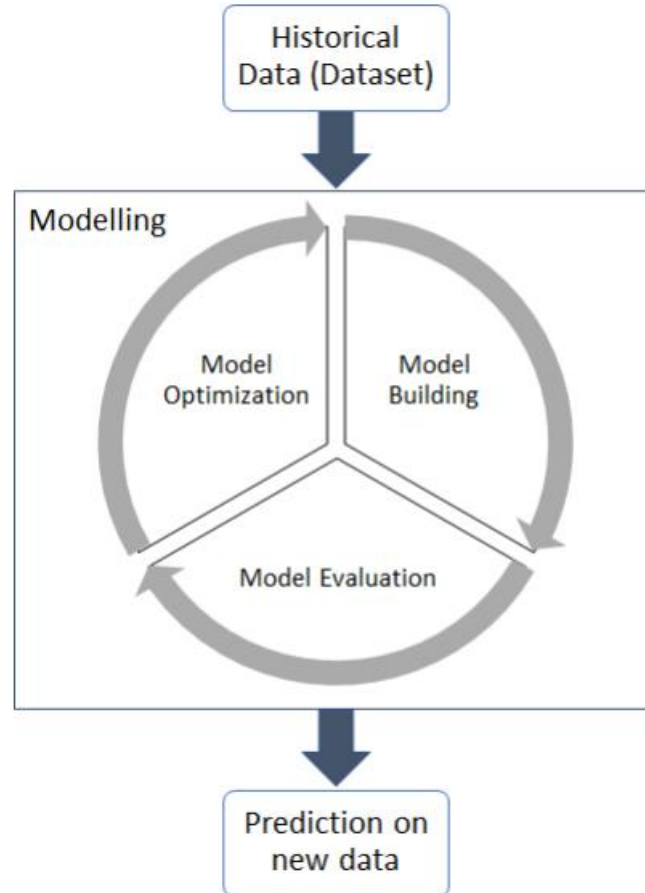 Historical
Data (Dataset)
Modelling
Model
Optimization
Model
Building
Model Evaluation
Prediction on
new data